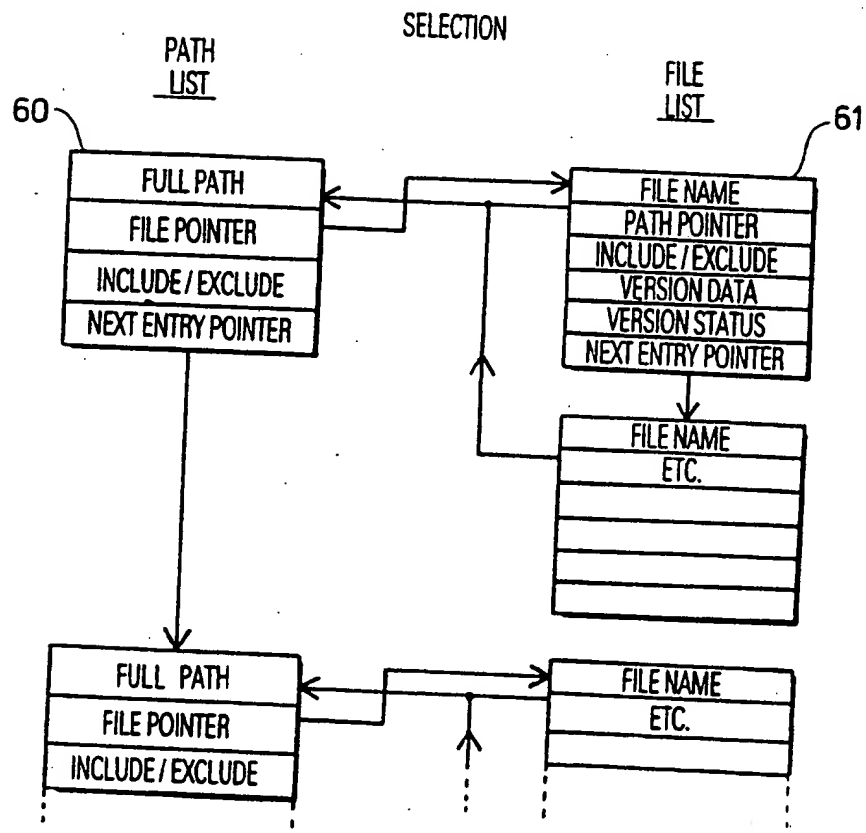 SELECTION
PATH
LIST
FILE
LIST
60
61
FULL PATH
FILE POINTER
INCLUDE / EXCLUDE
NEXT ENTRY POINTER
FILE NAME
PATH POINTER
INCLUDE / EXCLUDE
VERSION DATA
VERSION STATUS
NEXT ENTRY POINTER
FILE NAME
ETC.
FULL PATH
FILE POINTER
INCLUDE / EXCLUDE
FILE NAME
ETC.